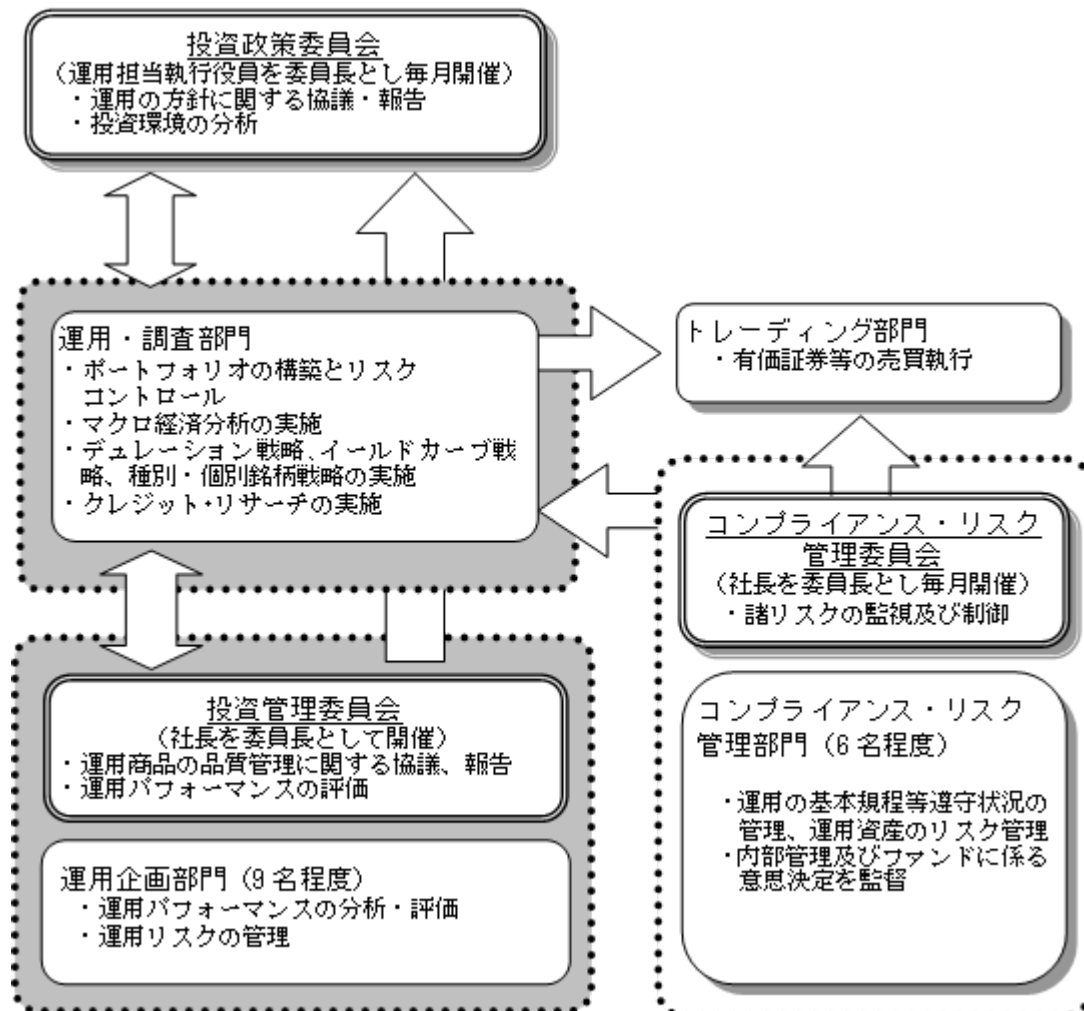 投資政策委員会
(運用担当執行役員を委員長とし毎月開催)
・運用の方針に関する協議・報告
・投資環境の分析
運用・調査部門
・ポートフォリオの構築とリスク
コントロール
・マクロ経済分析の実施
・デュレーション戦略、イールドカーブ戦
略、種別・個別銘柄戦略の実施
・クレジット・リサーチの実施
トレーディング部門
・有価証券等の売買執行
コンプライアンス・リスク
管理委員会
(社長を委員長とし毎月開催)
・諸リスクの監視及び制御
投資管理委員会
(社長を委員長として開催)
・運用商品の品質管理に関する協議、報告
・運用パフォーマンスの評価
運用企画部門(9名程度)
・運用パフォーマンスの分析・評価
・運用リスクの管理
コンプライアンス・リスク
管理部門(6名程度)
・運用の基本規程等遵守状況の
管理、運用資産のリスク管理
・内部管理及びファンドに係る
意思決定を監督